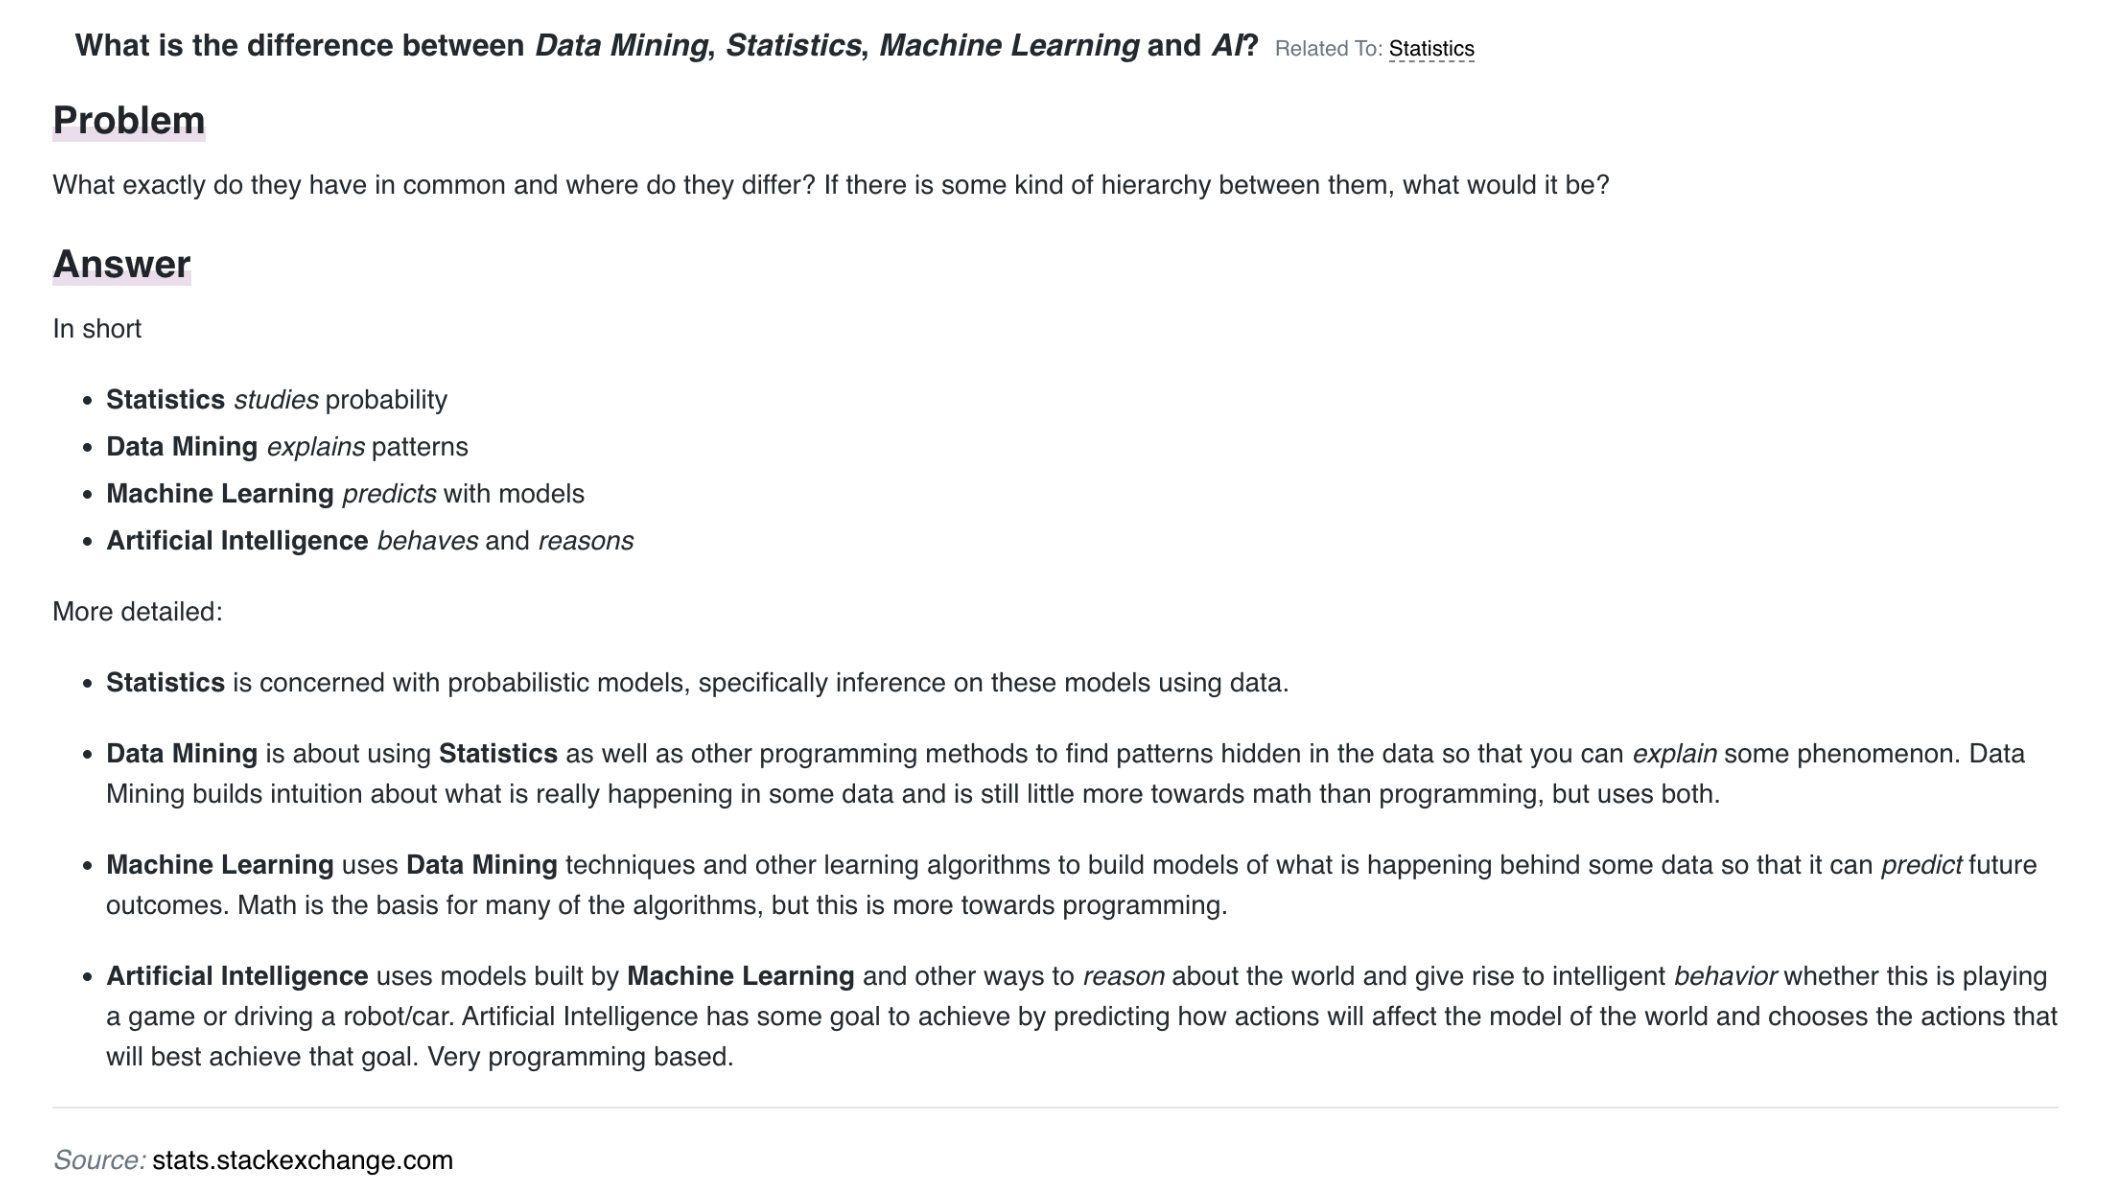 What is the difference between Data Mining, Statistics, Machine Learning and AI? Related To: Statistics
Problem
What exactly do they have in common and where do they differ? If there is some kind of hierarchy between them, what would it be?
Answer
In short
• Statistics studies probability
• Data Mining explains patterns
• Machine Learning predicts with models
• Artificial Intelligence behaves and reasons
More detailed:
• Statistics is concerned with probabilistic models, specifically inference on these models using data.
• Data Mining is about using Statistics as well as other programming methods to find patterns hidden in the data so that you can explain some phenomenon. Data
Mining builds intuition about what is really happening in some data and is still little more towards math than programming, but uses both.
• Machine Learning uses Data Mining techniques and other learning algorithms to build models of what is happening behind some data so that it can predict future
outcomes. Math is the basis for many of the algorithms, but this is more towards programming.
• Artificial Intelligence uses models built by Machine Learning and other ways to reason about the world and give rise to intelligent behavior whether this is playing
a game or driving a robot/car. Artificial Intelligence has some goal to achieve by predicting how actions will affect the model of the world and chooses the actions that
will best achieve that goal. Very programming based.
Source: stats.stackexchange.com